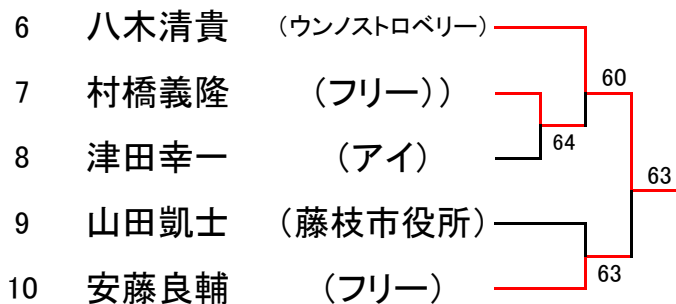 6 八木清貴 (ウンノストロベリー)
60
7 村橋義隆 (フリー))
64
8 津田幸一 (アイ)
63
9 山田凱士 (藤枝市役所)
63
10 安藤良輔 (フリー)